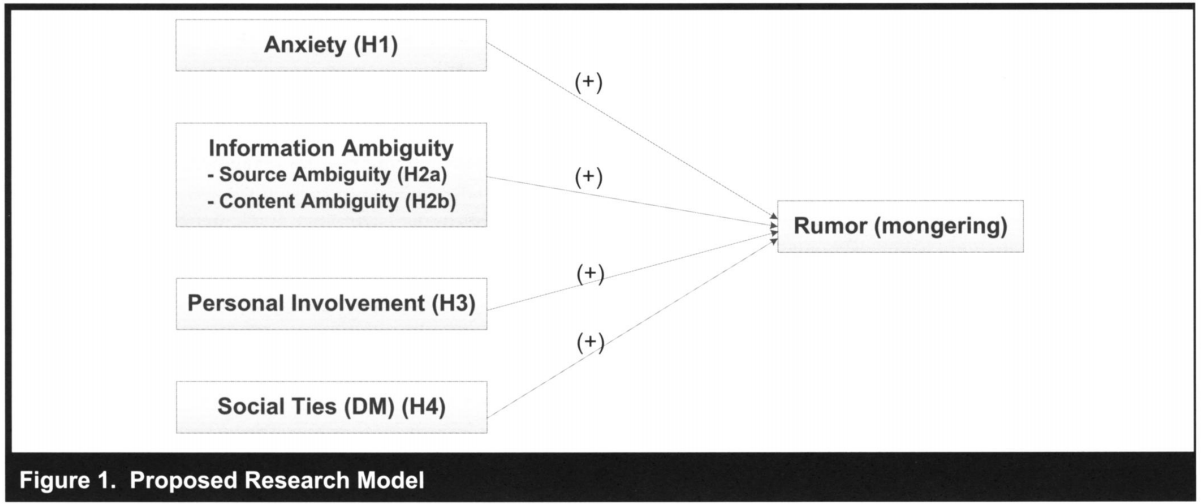 Anxiety (H1)
(+)
Information Ambiguity
- Source Ambiguity (H2a)
- Content Ambiguity (H2b)
(+)
Rumor (mongering)
Personal Involvement (H3)
(+)
(+)
Social Ties (DM) (H4)
Figure 1. Proposed Research Model